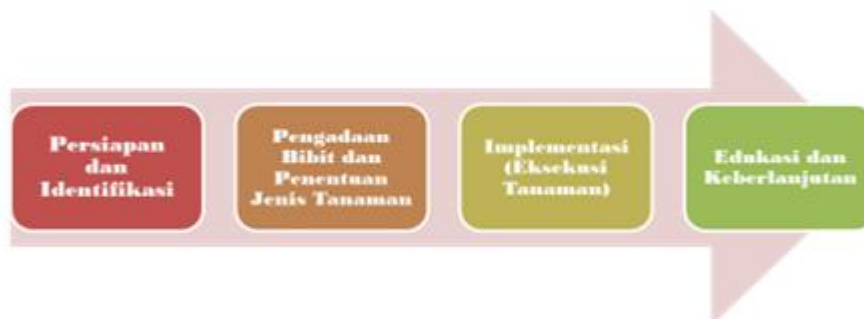 Persiapan
dan
Identifikasi
Pengadaan
Bibit dan
Penentuan
Jenis Tanaman
Implementasi
(Eksekusi
Tanaman)
Edukasi dan
Keberlanjutan